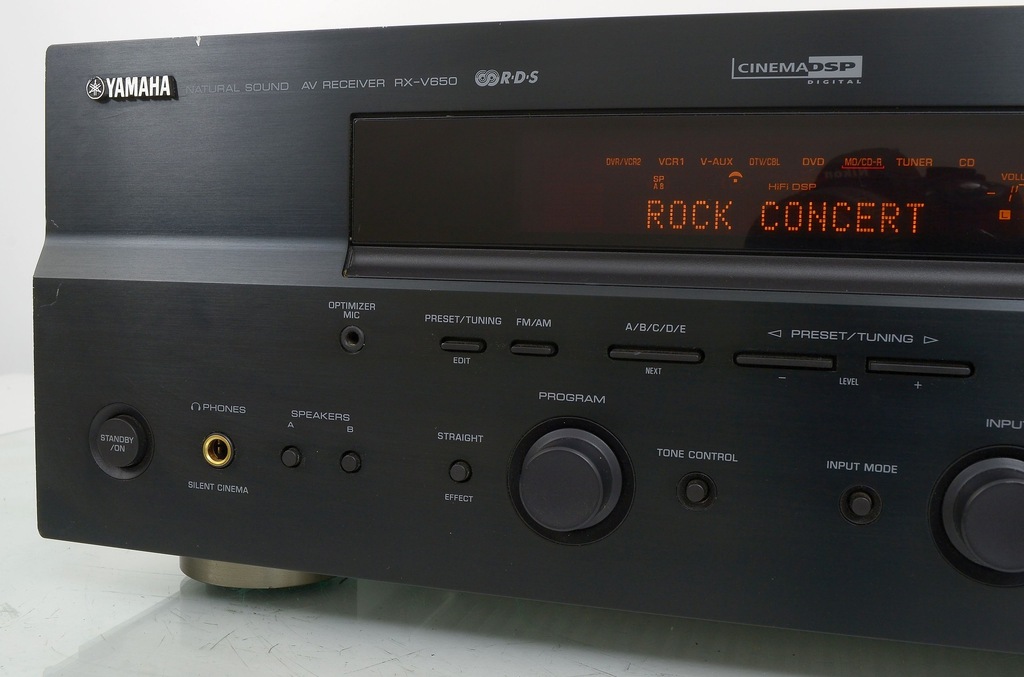 YAMAHA NATURAL SOUND AV RECEIVER RX-V650 R·D·S
CINEMA DSP
DIGITAL
DVR/VCR2 VCR1 V-AUX DTV/CBL DVD MD/CD-R TUNER CD
SP
A B
HiFi DSP
VOLU
L
ROCK CONCERT
OPTIMIZER
MIC
PRESET/TUNING
EDIT
FM/AM
A/B/C/D/E
NEXT
◁ PRESET/TUNING ▷
– LEVEL +
STANDBY
/ON
PHONES
SILENT CINEMA
SPEAKERS
A B
STRAIGHT
EFFECT
PROGRAM
TONE CONTROL
INPUT MODE
INPU